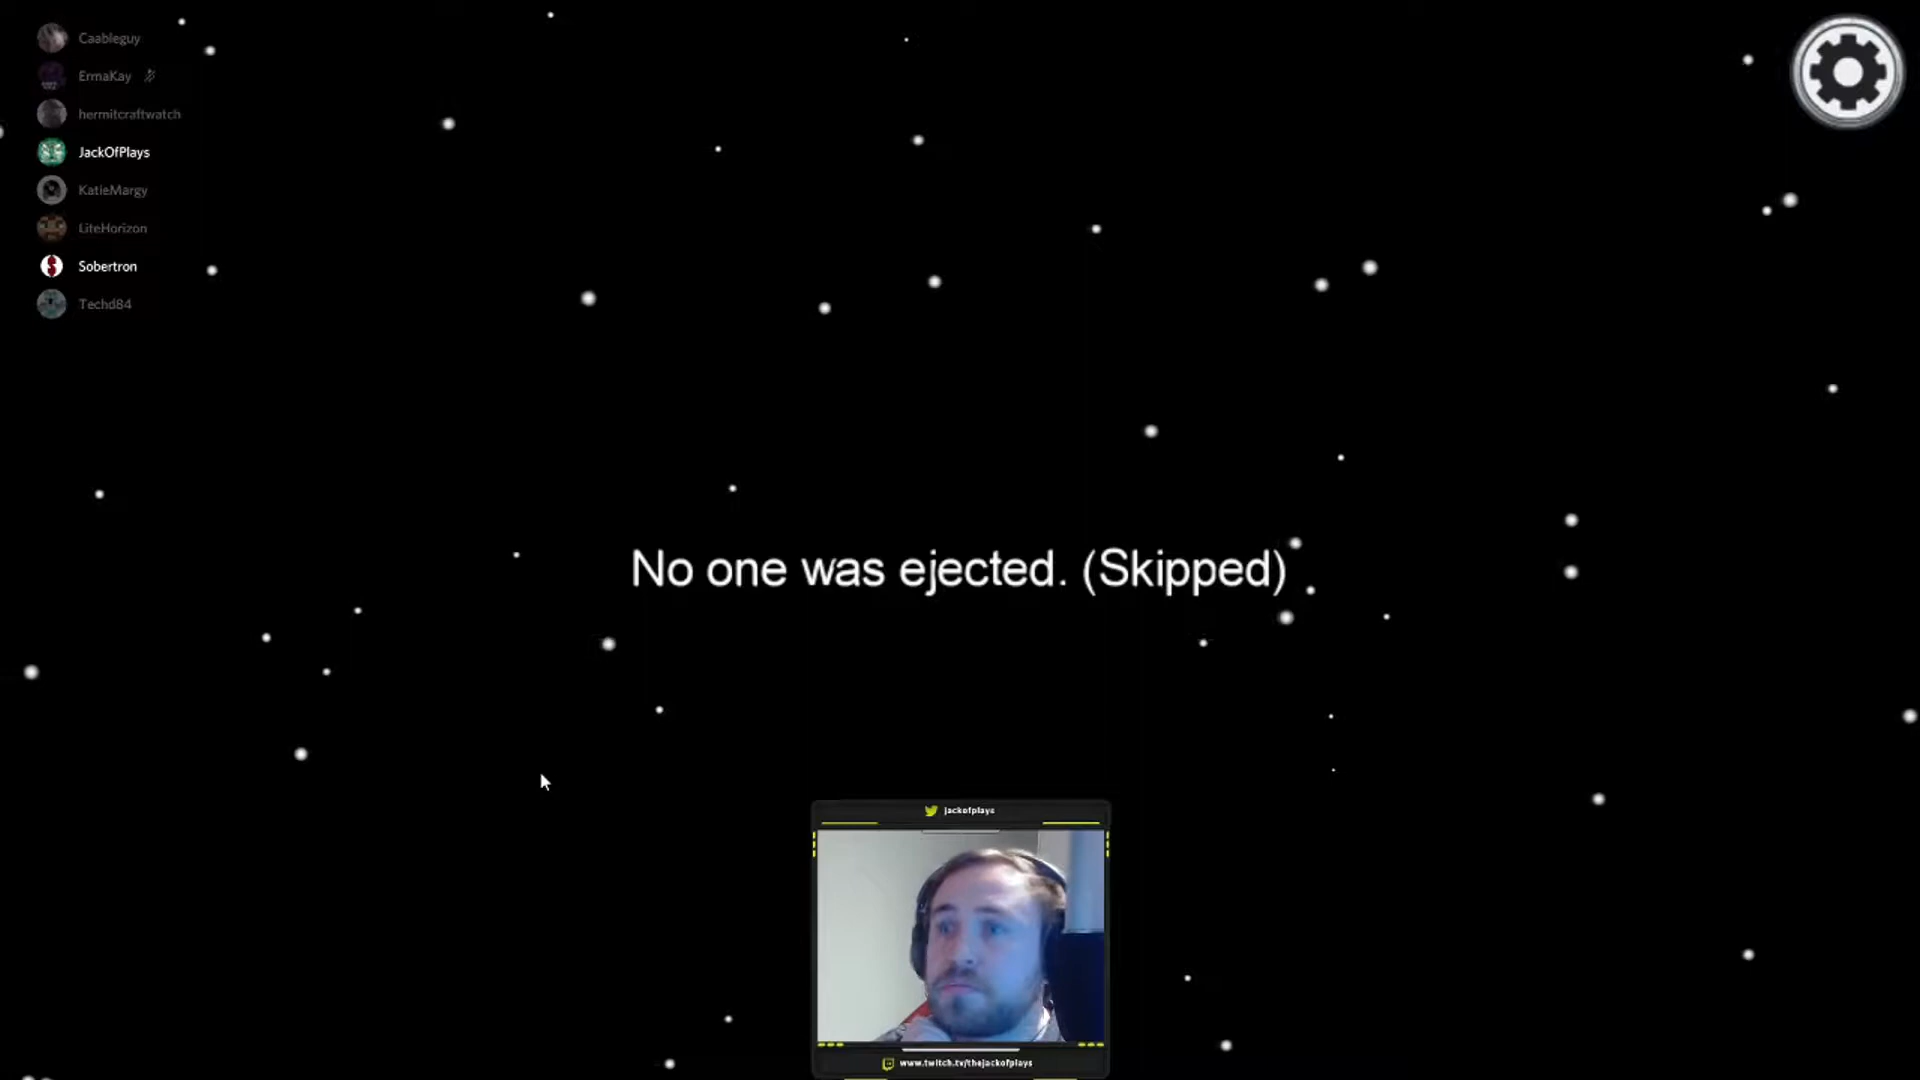 Caableguy
ErmaKay
hermitcraftwatch
JackOfPlays
KatieMargy
LiteHorizon
Sobertron
Techd84
No one was ejected. (Skipped)
jackofplays
www.twitch.tv/thejackofplays